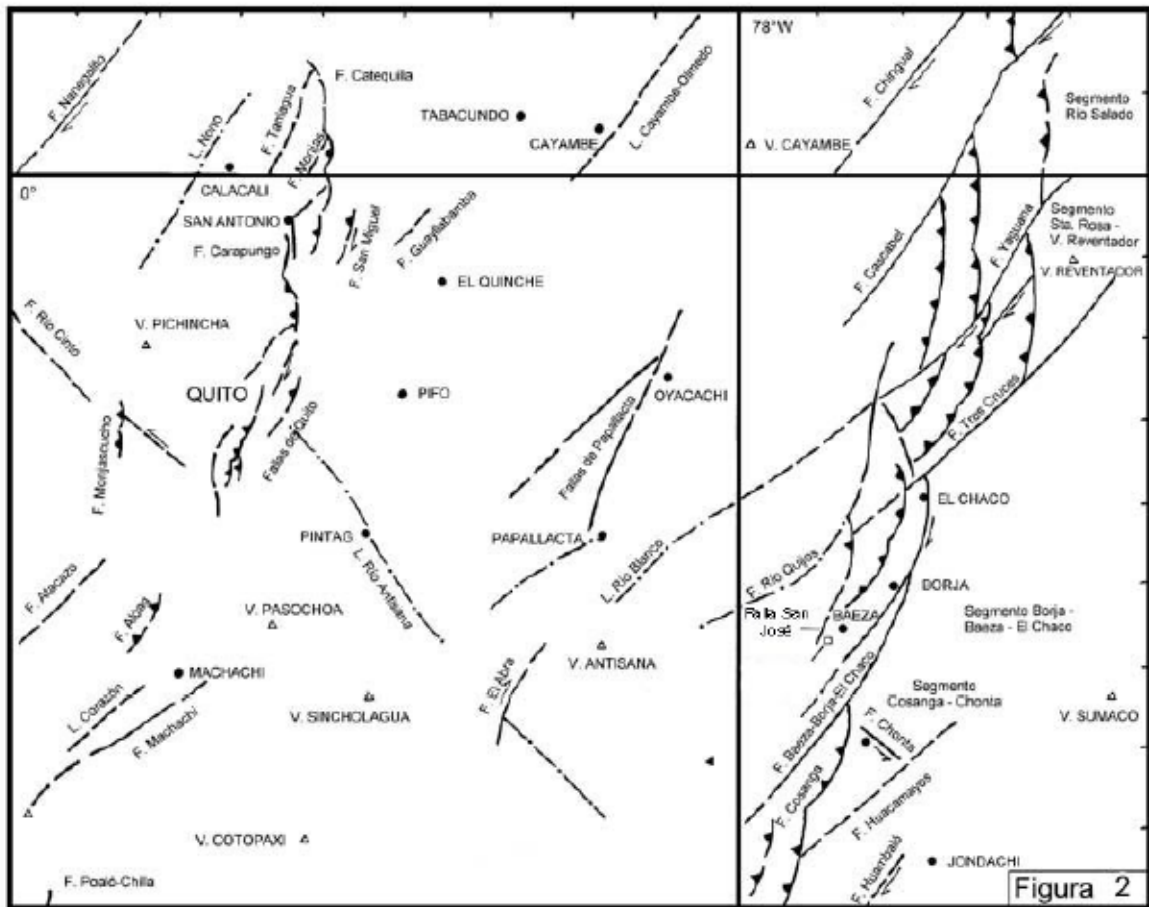 78°W
F. Nanegalito
L. Nono
F. Tanlagua
F. Catequilla
TABACUNDO
CAYAMBE
L. Cayambe-Olmedo
F. Chingual
V. CAYAMBE
Segmento
Río Salado
CALACALI
0°
SAN ANTONIO
F. Carapungo
F. San Miguel
F. Guayllabamba
EL QUINCHE
F. Cascabel
F. Yaguana
Segmento
Sta. Rosa -
V. Reventador
V. REVENTADOR
F. Río Cinto
V. PICHINCHA
QUITO
PIFO
OYACACHI
F. Tres Cruces
Fallas de Quito
Fallas de Papallacta
F. Monjascucho
EL CHACO
PINTAG
PAPALLACTA
L. Río Antisana
L. Río Blanco
F. Río Quijos
F. Atacazo
F. Aloag
V. PASOCHOA
BORJA
BAEZA
Falla San
José
Segmento Borja -
Baeza - El Chaco
V. ANTISANA
MACHACHI
L. Corazón
F. Machachi
V. SINCHOLAGUA
F. El Abra
F. Baeza-Borja-El Chaco
Segmento
Cosanga - Chonta
F. Chonta
V. SUMACO
F. Cosanga
F. Huacamayos
V. COTOPAXI
F. Poaló-Chilla
F. Huambaló
JONDACHI
Figura 2